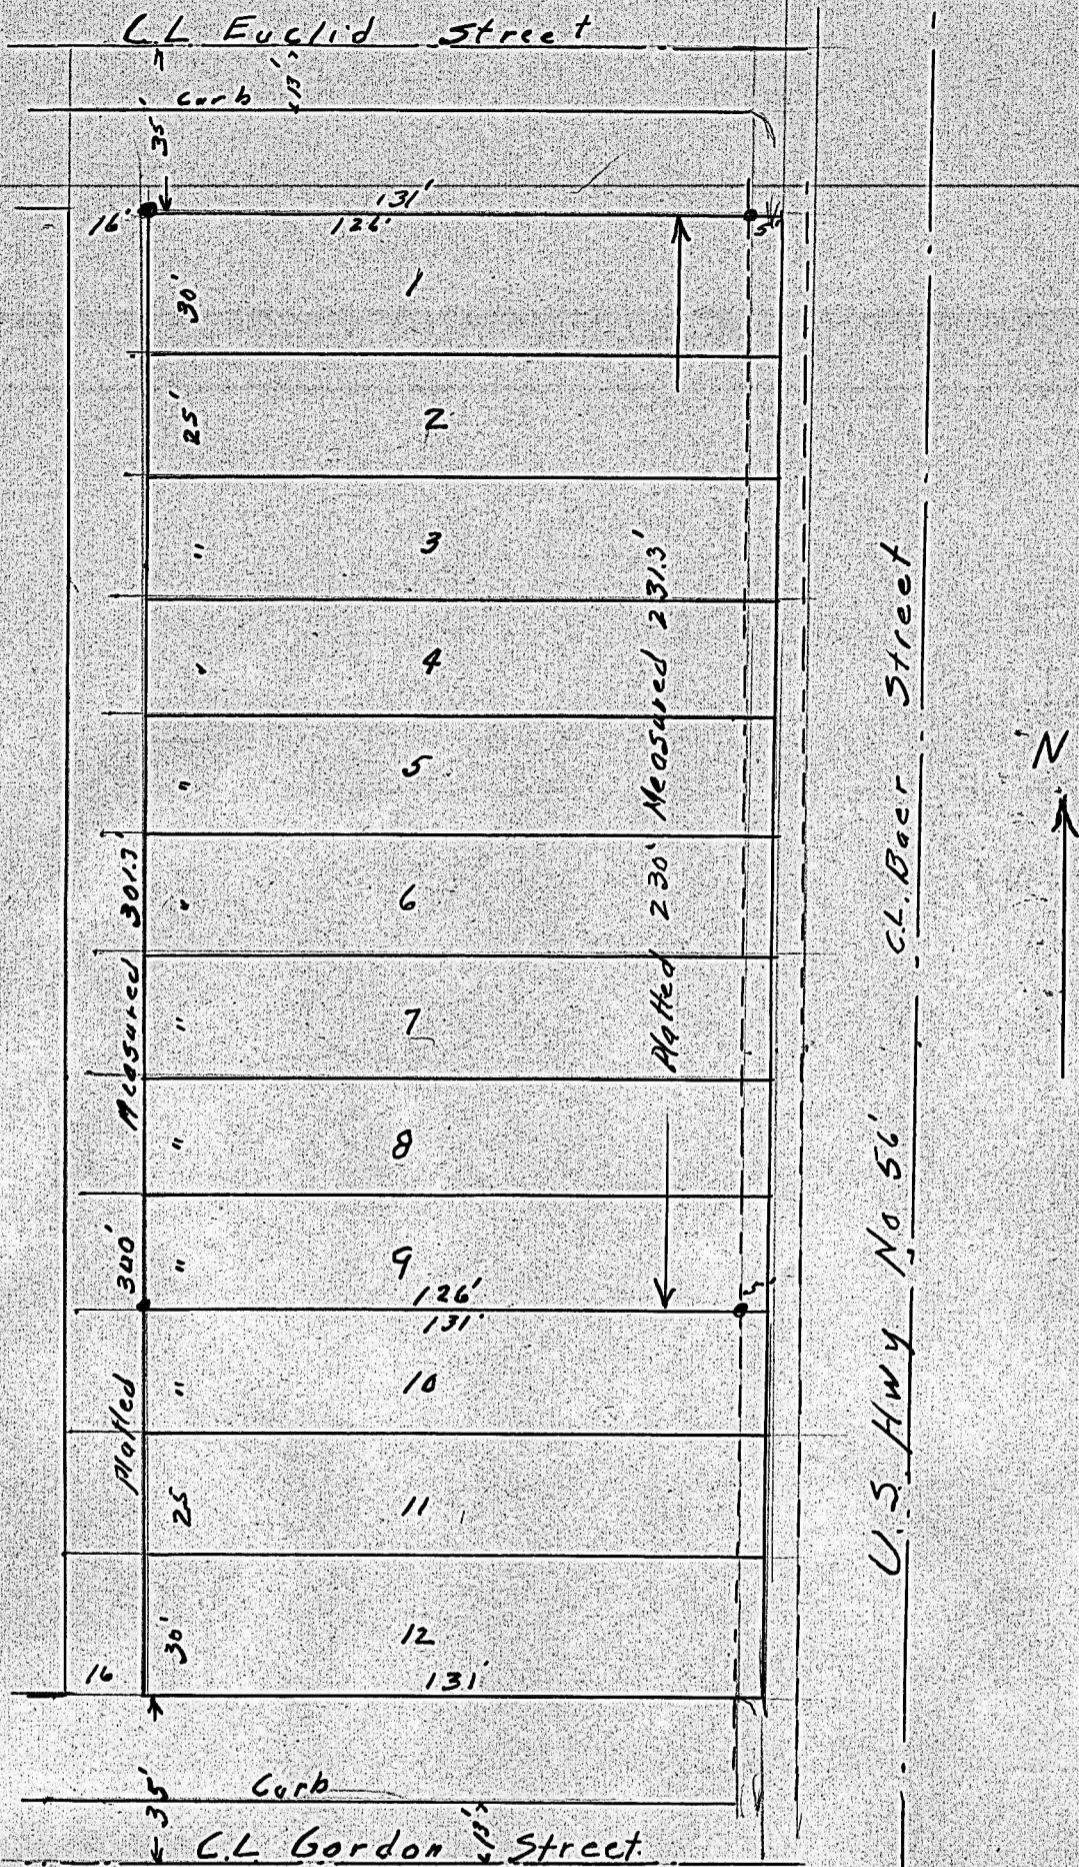 C.L. Euclid Street
13'
Curb
35'
131'
16' 126' 5'
30' 1
25' 2
" 3
" 4
" 5
" 6
" 7
" 8
" 9
126'
131'
" 10
25 11
30' 12
16 131'
Platted 300' Measured 301.3'
Platted 230' Measured 231.3'
C.L. Baer Street
U.S. Hwy No 56'
N
Curb
35' 13'
C.L. Gordon Street